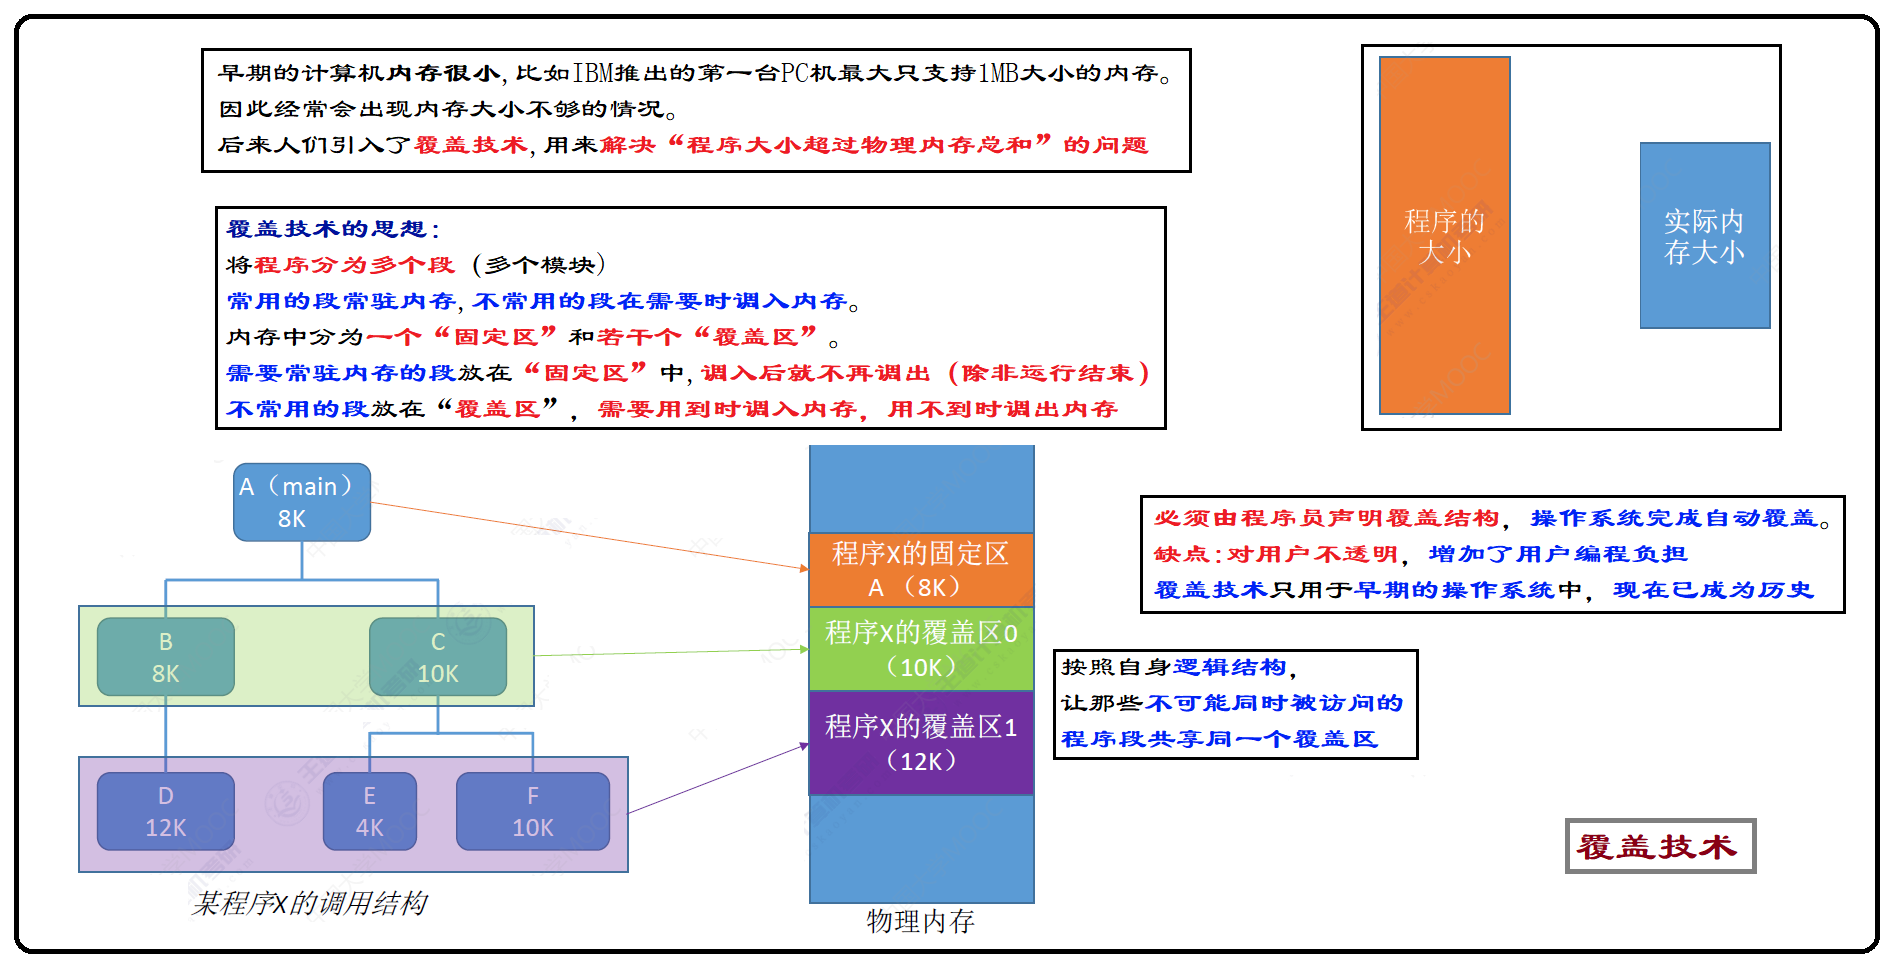 早期的计算机内存很小,比如IBM推出的第一台PC机最大只支持1MB大小的内存。
因此经常会出现内存大小不够的情况。
后来人们引入了覆盖技术,用来解决“程序大小超过物理内存总和”的问题
程序的
大小
实际内
存大小
覆盖技术的思想:
将程序分为多个段(多个模块)
常用的段常驻内存,不常用的段在需要时调入内存。
内存中分为一个“固定区”和若干个“覆盖区”。
需要常驻内存的段放在“固定区”中,调入后就不再调出(除非运行结束)
不常用的段放在“覆盖区”,需要用到时调入内存,用不到时调出内存
A(main)
8K
B
8K
C
10K
D
12K
E
4K
F
10K
某程序X的调用结构
程序X的固定区
A (8K)
程序X的覆盖区0
(10K)
程序X的覆盖区1
(12K)
物理内存
必须由程序员声明覆盖结构,操作系统完成自动覆盖。
缺点:对用户不透明,增加了用户编程负担
覆盖技术只用于早期的操作系统中,现在已成为历史
按照自身逻辑结构,
让那些不可能同时被访问的
程序段共享同一个覆盖区
覆盖技术